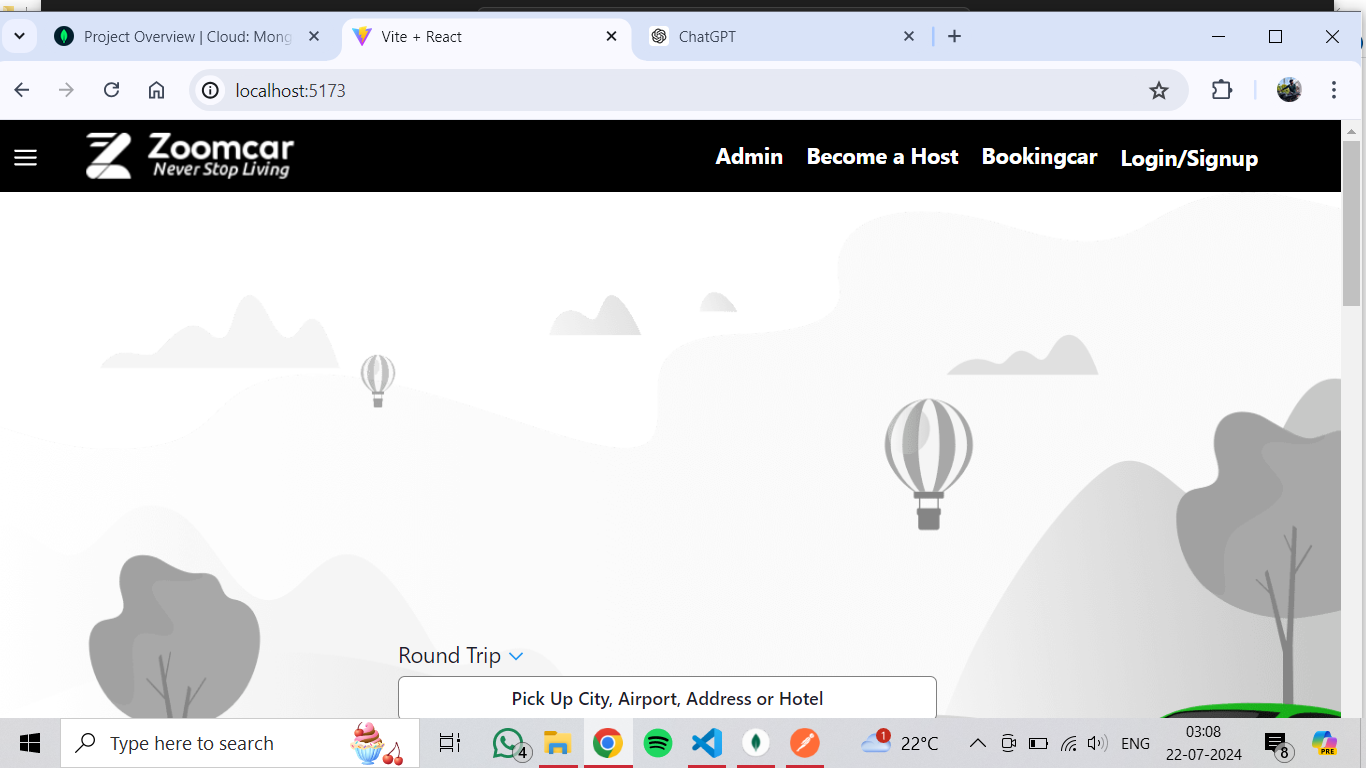 Project Overview | Cloud: Mong
Vite + React
ChatGPT
localhost:5173
Zoomcar
Never Stop Living
Admin
Become a Host
Bookingcar
Login/Signup
Round Trip
Pick Up City, Airport, Address or Hotel
Type here to search
4
1
22°C
ENG
03:08
22-07-2024
8
PRE